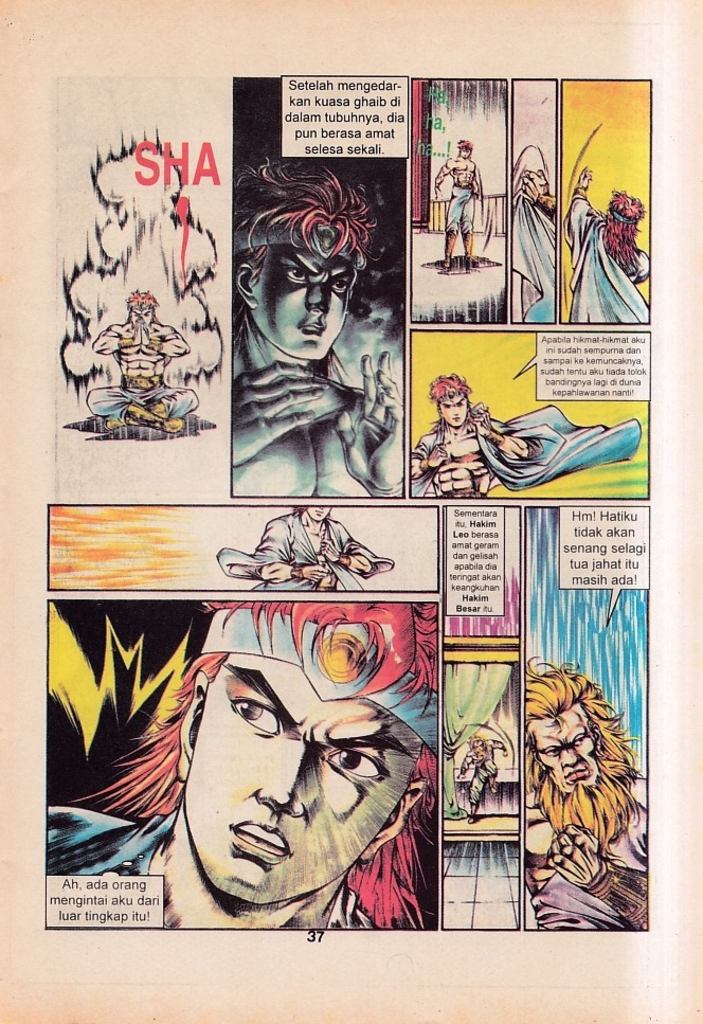 SHA
!
Setelah mengedar-
kan kuasa ghaib di
dalam tubuhnya, dia
pun berasa amat
selesa sekali.
Ha,
ha,
ha...!
Apabila hikmat-hikmat aku
ini sudah sempurna dan
sampai ke kemuncaknya,
sudah tentu aku tiada tolok
bandingnya lagi di dunia
kepahlawanan nanti!
Sementara
itu, Hakim
Leo berasa
amat geram
dan gelisah
apabila dia
teringat akan
keangkuhan
Hakim
Besar itu.
Hm! Hatiku
tidak akan
senang selagi
tua jahat itu
masih ada!
Ah, ada orang
mengintai aku dari
luar tingkap itu!
37